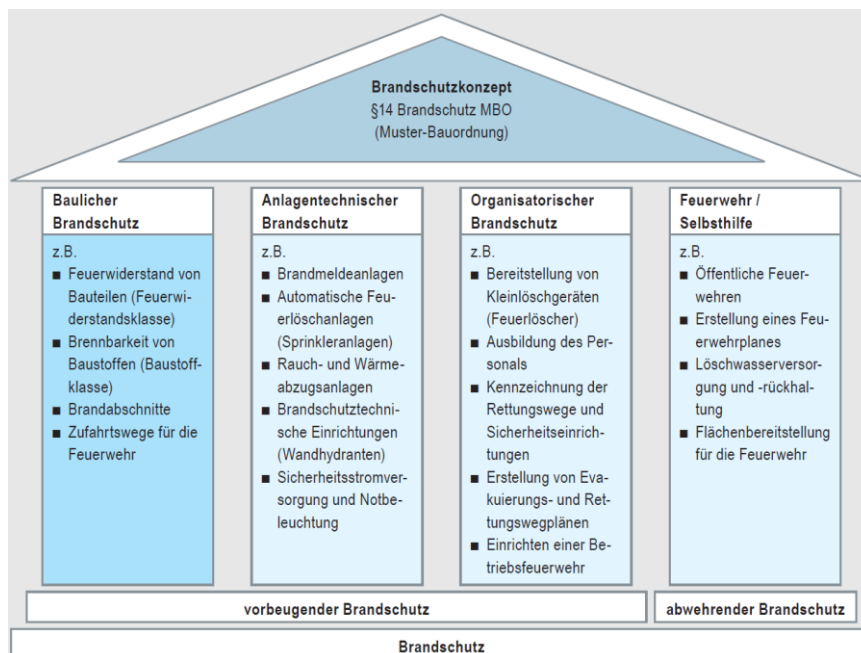 Brandschutzkonzept
§14 Brandschutz MBO
(Muster-Bauordnung)
Baulicher
Brandschutz
z.B.
■ Feuerwiderstand von
Bauteilen (Feuerwi-
derstandsklasse)
■ Brennbarkeit von
Baustoffen (Baustoff-
klasse)
■ Brandabschnitte
■ Zufahrtswege für die
Feuerwehr
Anlagentechnischer
Brandschutz
z.B.
■ Brandmeldeanlagen
■ Automatische Feu-
erlöschanlagen
(Sprinkleranlagen)
■ Rauch- und Wärme-
abzugsanlagen
■ Brandschutztechni-
sche Einrichtungen
(Wandhydranten)
■ Sicherheitsstromver-
sorgung und Notbe-
leuchtung
Organisatorischer
Brandschutz
z.B.
■ Bereitstellung von
Kleinlöschgeräten
(Feuerlöscher)
■ Ausbildung des Per-
sonals
■ Kennzeichnung der
Rettungswege und
Sicherheitseinrich-
tungen
■ Erstellung von Eva-
kuierungs- und Ret-
tungswegplänen
■ Einrichten einer Be-
triebsfeuerwehr
Feuerwehr /
Selbsthilfe
z.B.
■ Öffentliche Feuer-
wehren
■ Erstellung eines Feu-
erwehrplanes
■ Löschwasserversor-
gung und -rückhal-
tung
■ Flächenbereitstellung
für die Feuerwehr
vorbeugender Brandschutz
abwehrender Brandschutz
Brandschutz